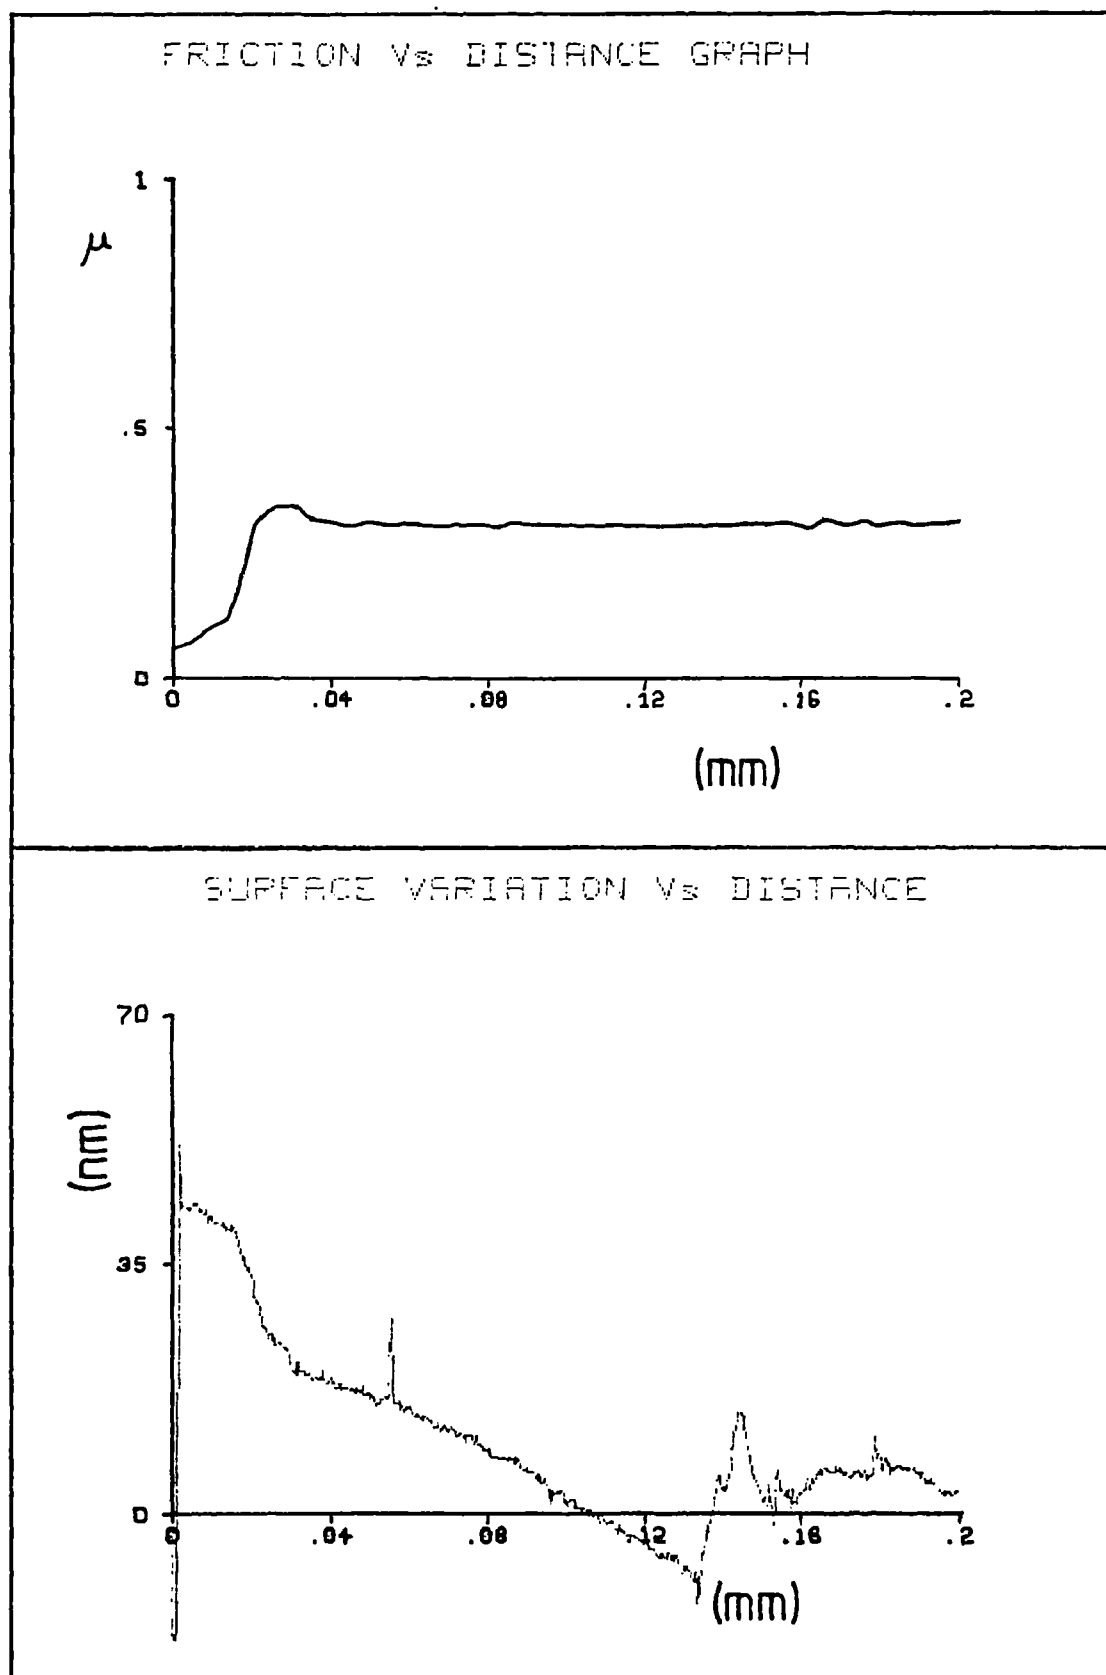 FRICTION Vs DISTANCE GRAPH
1
μ
.5
0
0 .04 .08 .12 .16 .2
(mm)
SURFACE VARIATION Vs DISTANCE
70
(nm)
35
0
0 .04 .08 .12 .16 .2
(mm)